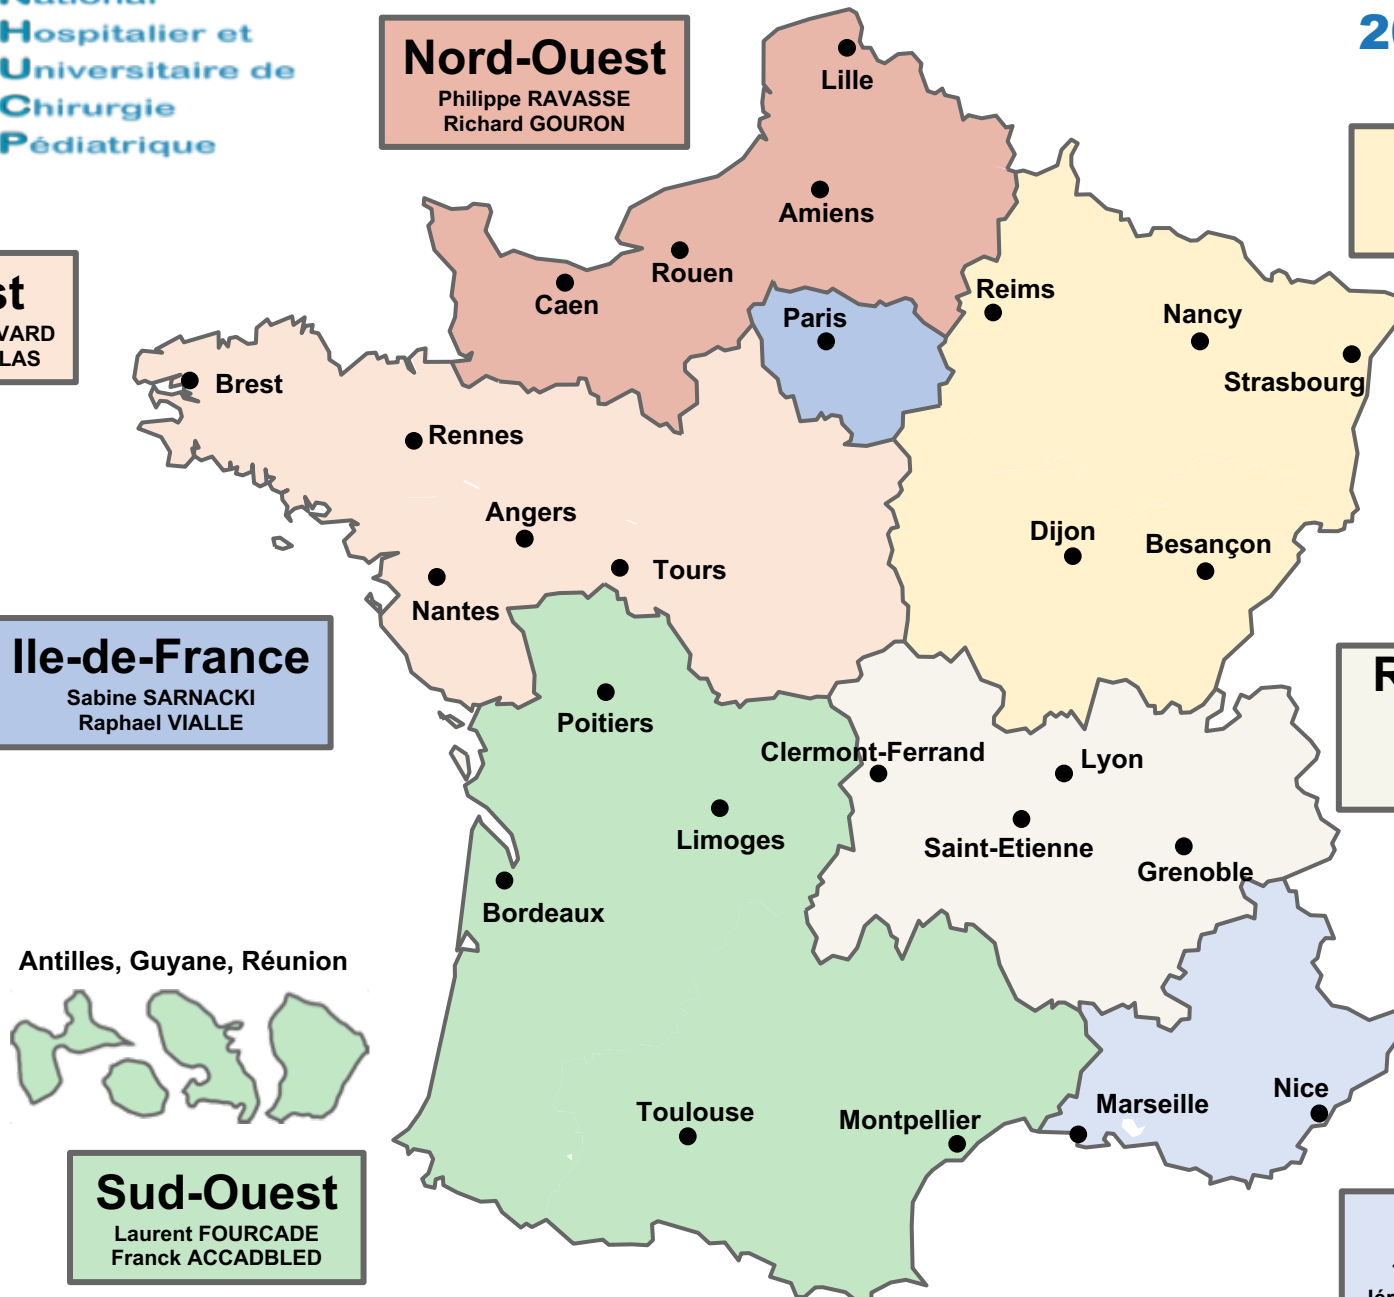 Hospitalier et
Universitaire de
Chirurgie
Pédiatrique
Nord-Ouest
Philippe RAVASSE
Richard GOURON
Lille
Amiens
Rouen
Caen
Paris
Reims
Nancy
Strasbourg
Brest
Rennes
Angers
Tours
Nantes
Dijon
Besançon
Ile-de-France
Sabine SARNACKI
Raphael VIALLE
Poitiers
Clermont-Ferrand
Lyon
Limoges
Saint-Etienne
Grenoble
Bordeaux
Antilles, Guyane, Réunion
Toulouse
Montpellier
Marseille
Nice
Sud-Ouest
Laurent FOURCADE
Franck ACCADBLED